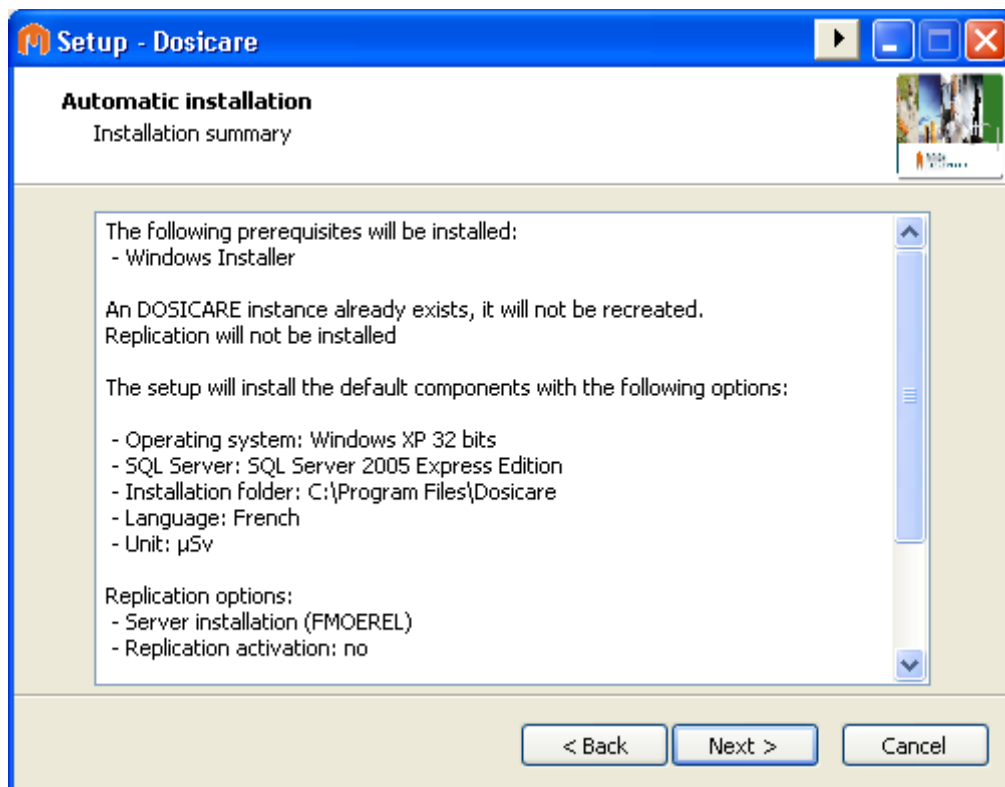 Setup - Dosicare
Automatic installation
Installation summary
The following prerequisites will be installed:
- Windows Installer
An DOSICARE instance already exists, it will not be recreated.
Replication will not be installed
The setup will install the default components with the following options:
- Operating system: Windows XP 32 bits
- SQL Server: SQL Server 2005 Express Edition
- Installation folder: C:\Program Files\Dosicare
- Language: French
- Unit: µSv
Replication options:
- Server installation (FMOEREL)
- Replication activation: no
< Back
Next >
Cancel